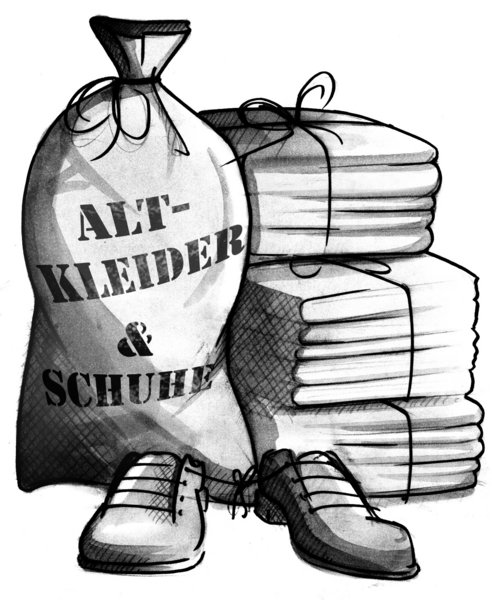 ALT-
KLEIDER
&
SCHUHE